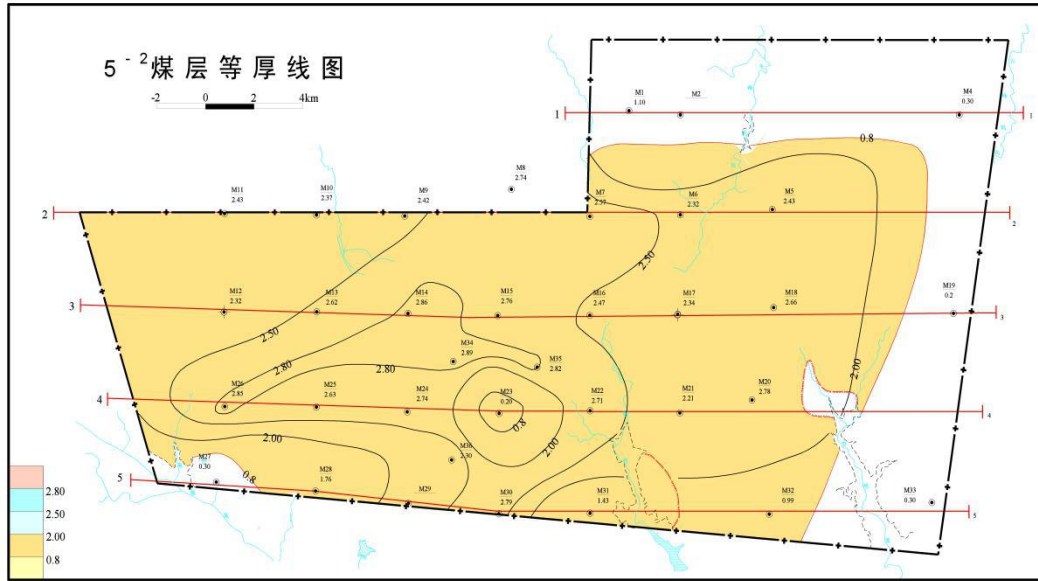 5⁻²煤层等厚线图
-2 0 2 4km
M1
1.10
M2
M4
0.30
1
1
0.8
M8
2.74
M11
2.43
M10
2.37
M9
2.42
M7
2.57
M6
2.32
M5
2.43
2
2
2.50
M12
2.32
M13
2.62
M14
2.86
M15
2.76
M16
2.47
M17
2.34
M18
2.66
M19
0.2
3
3
2.50
M34
2.89
M35
2.82
2.80
2.80
2.00
M26
2.85
M25
2.63
M24
2.74
M23
0.20
M22
2.71
M21
2.21
M20
2.78
4
4
0.8
2.00
2.00
M36
2.30
M27
0.30
0.8
M28
1.76
M29
M30
2.79
M31
1.43
M32
0.99
M33
0.30
5
5
2.80
2.50
2.00
0.8